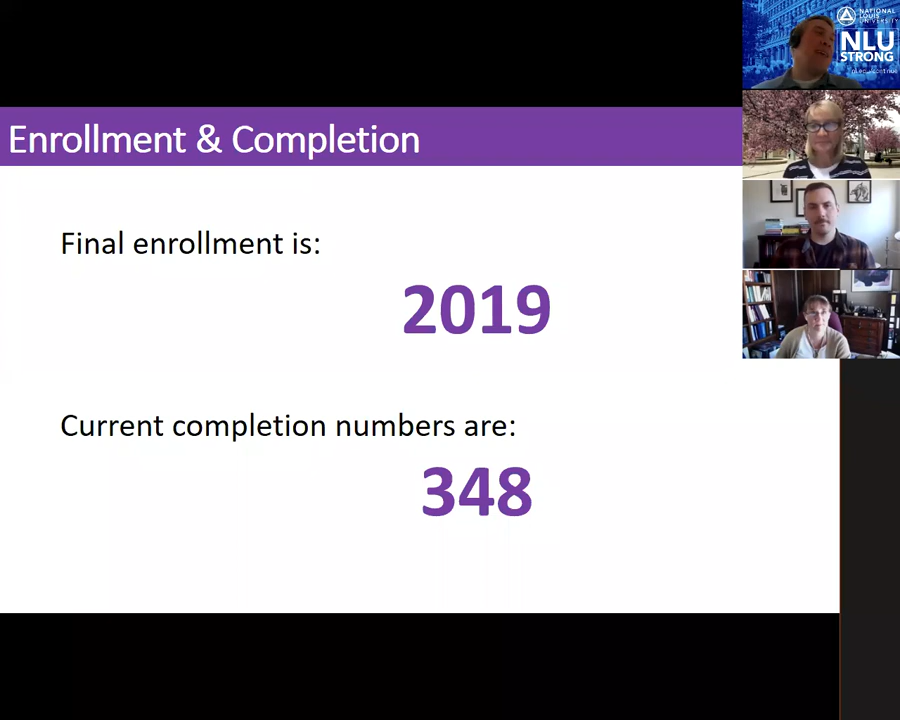 Enrollment & Completion
Final enrollment is:
2019
Current completion numbers are:
348
NATIONAL
LOUIS
UNIVERSITY
NLU
STRONG